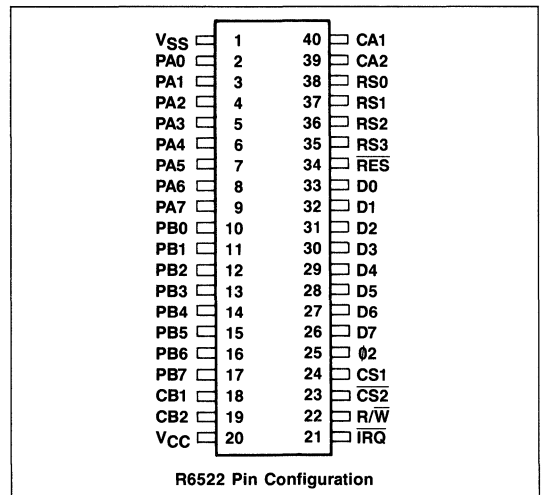 VSS 1 40 CA1
PA0 2 39 CA2
PA1 3 38 RS0
PA2 4 37 RS1
PA3 5 36 RS2
PA4 6 35 RS3
PA5 7 34 R̅E̅S̅
PA6 8 33 D0
PA7 9 32 D1
PB0 10 31 D2
PB1 11 30 D3
PB2 12 29 D4
PB3 13 28 D5
PB4 14 27 D6
PB5 15 26 D7
PB6 16 25 ϕ2
PB7 17 24 CS1
CB1 18 23 C̅S̅2̅
CB2 19 22 R/W̅
VCC 20 21 I̅R̅Q̅
R6522 Pin Configuration